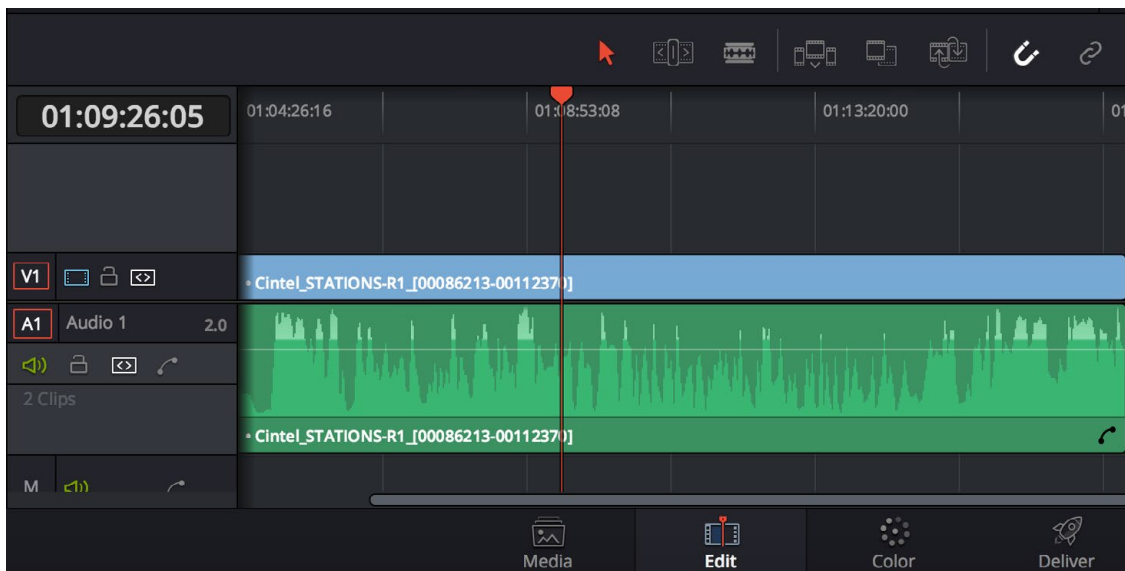 01:09:26:05
01:04:26:16
01:08:53:08
01:13:20:00
01
V1
Cintel_STATIONS-R1_[00086213-00112370]
A1
Audio 1
2.0
2 Clips
Cintel_STATIONS-R1_[00086213-00112370]
M
Media
Edit
Color
Deliver